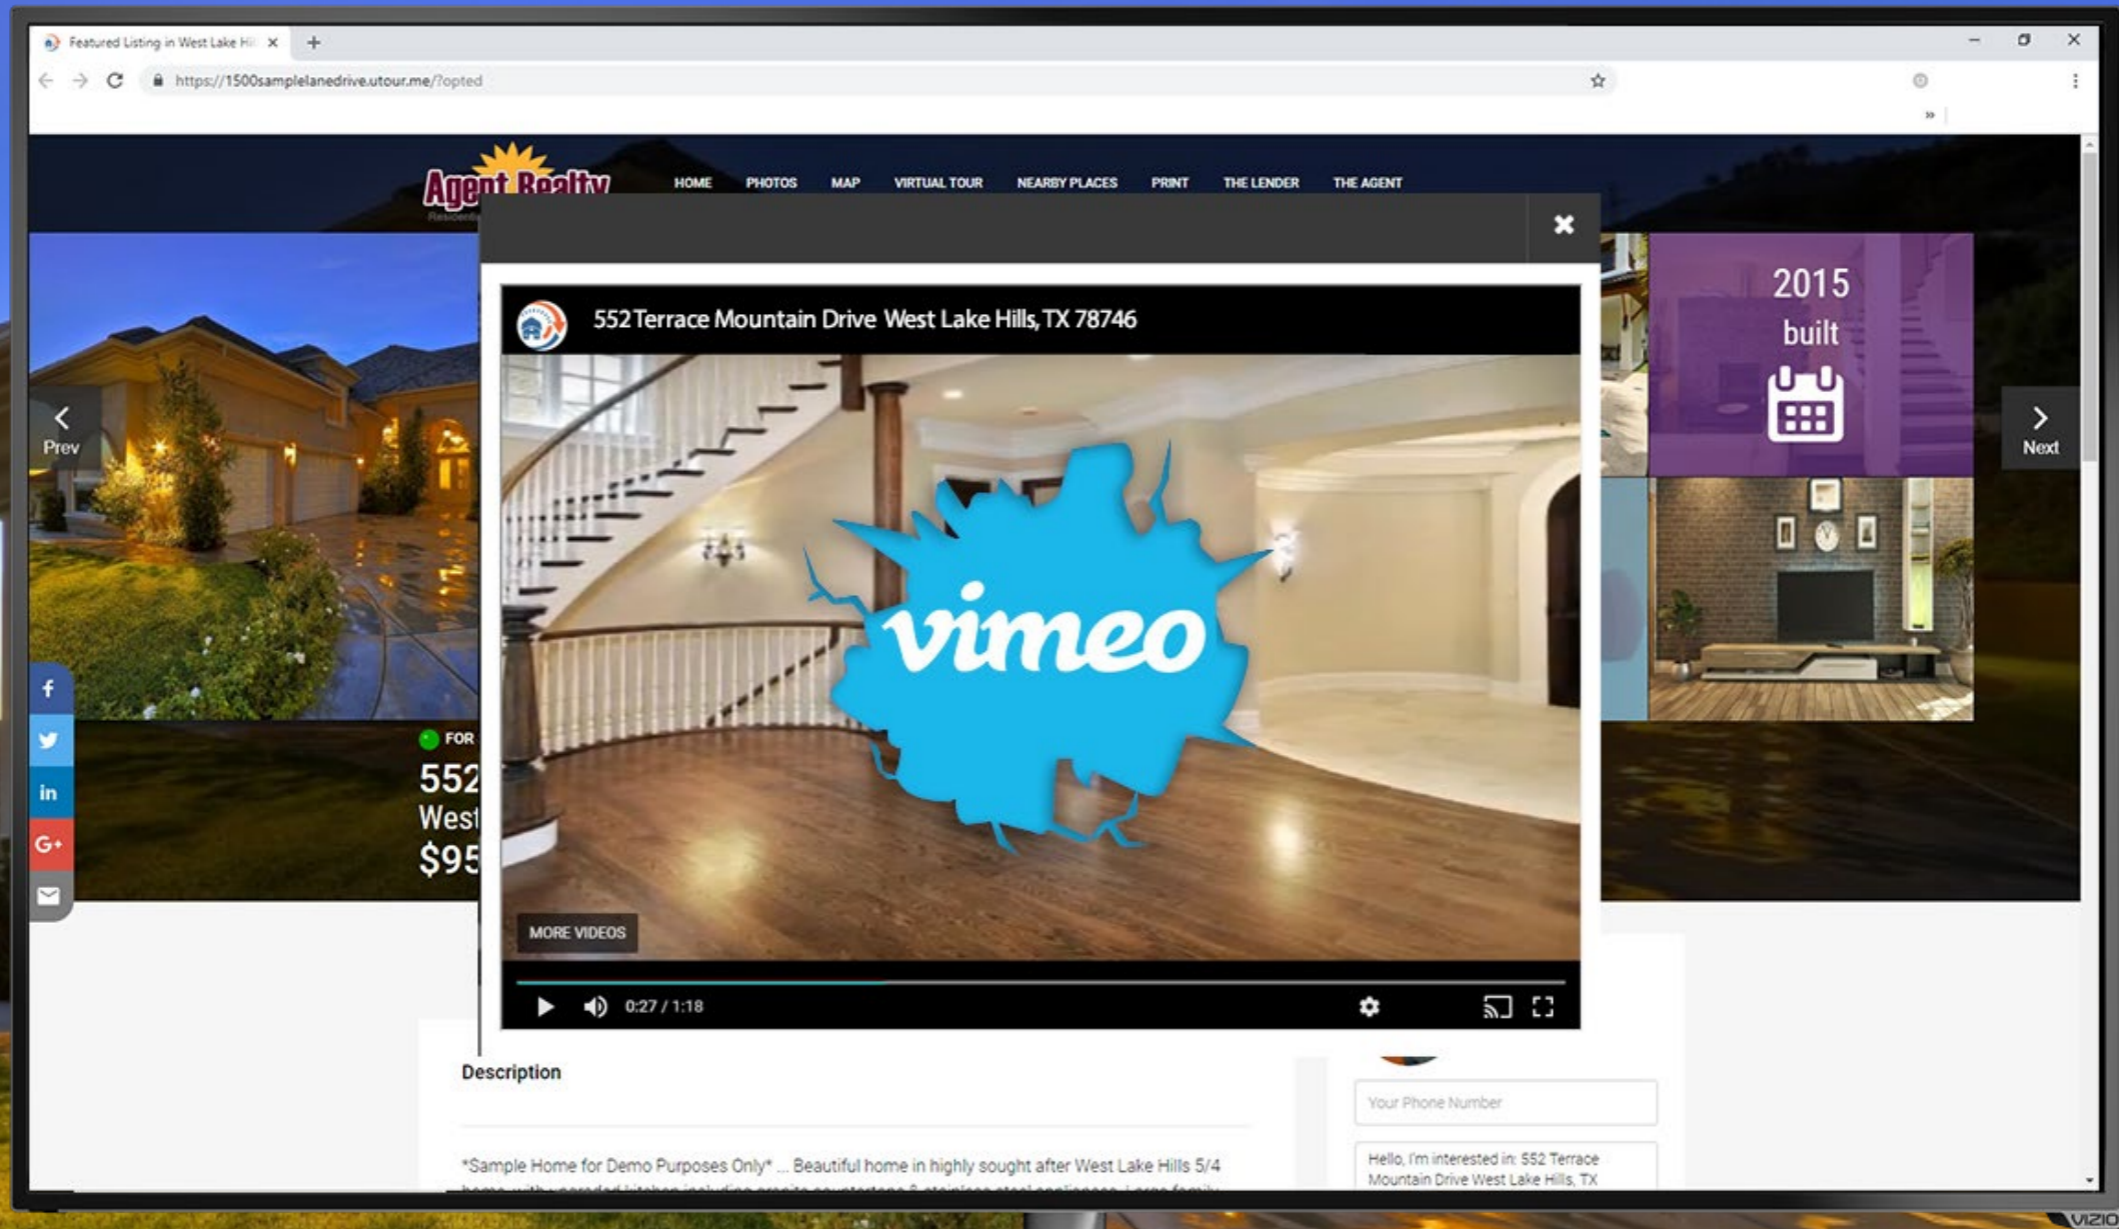 Featured Listing in West Lake Hil
https://1500samplelanedrive.utour.me/?opted
Agent Realty
HOME PHOTOS MAP VIRTUAL TOUR NEARBY PLACES PRINT THE LENDER THE AGENT
552 Terrace Mountain Drive West Lake Hills, TX 78746
2015
built
Prev
Next
vimeo
f
in
G+
FOR
552
West
$95
MORE VIDEOS
0:27 / 1:18
Description
*Sample Home for Demo Purposes Only* ... Beautiful home in highly sought after West Lake Hills 5/4
Your Phone Number
Hello, I'm interested in: 552 Terrace
Mountain Drive West Lake Hills, TX
VIZIO